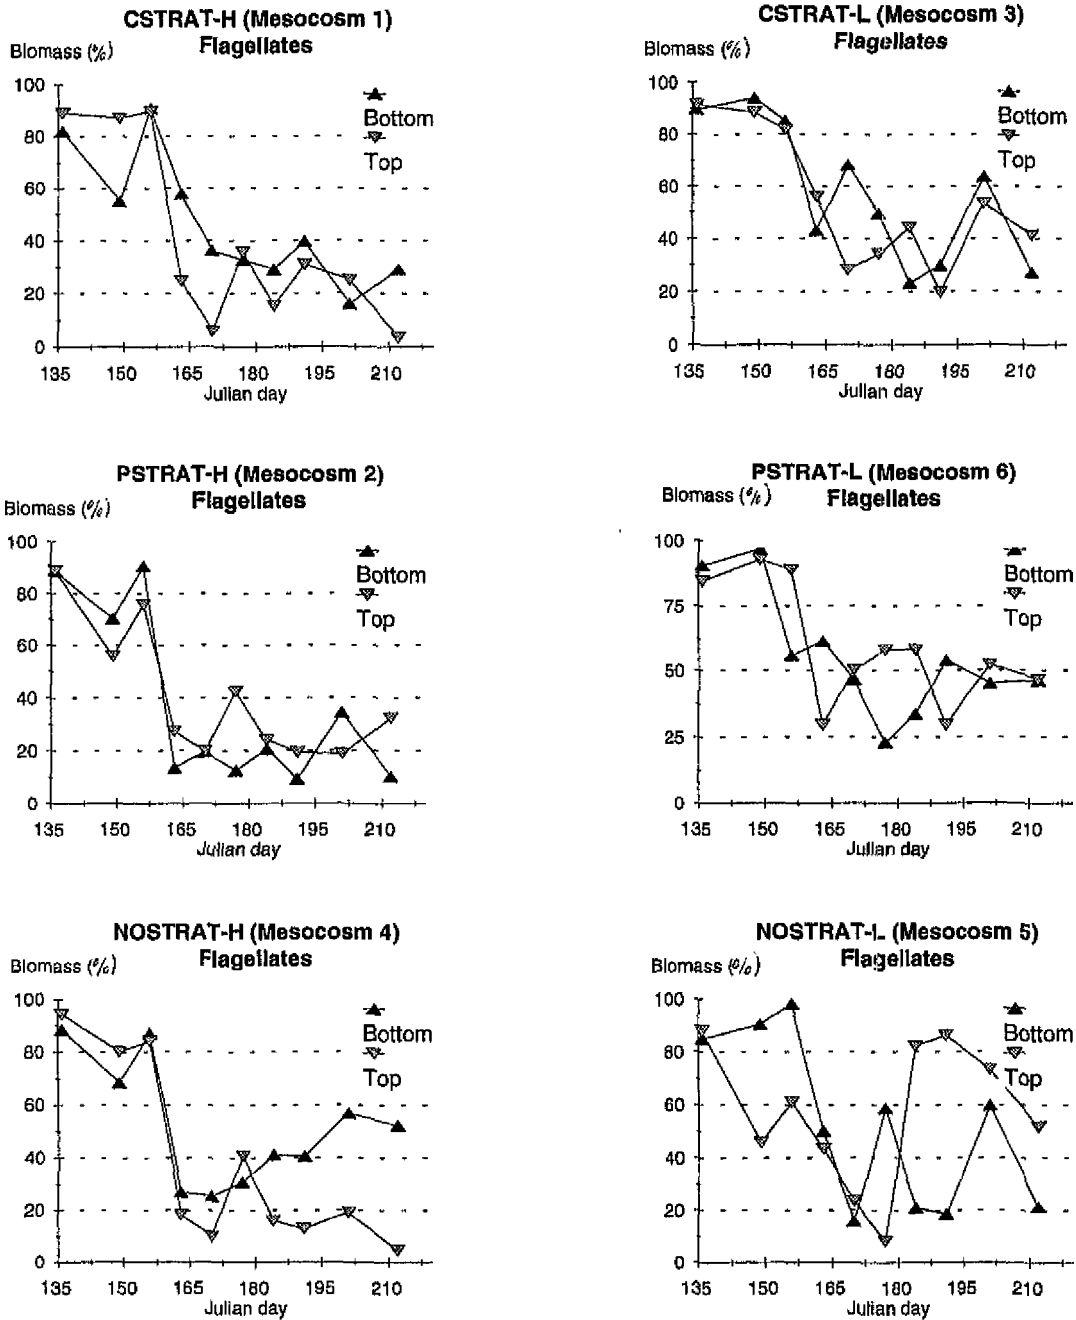 CSTRAT-H (Mesocosm 1)
Flagellates
Biomass (%)
100
80
60
40
20
0
Bottom
Top
135 150 165 180 195 210
Julian day
CSTRAT-L (Mesocosm 3)
Flagellates
Biomass (%)
100
80
60
40
20
0
Bottom
Top
135 150 165 180 195 210
Julian day
PSTRAT-H (Mesocosm 2)
Flagellates
Biomass (%)
100
80
60
40
20
0
Bottom
Top
135 150 165 180 195 210
Julian day
PSTRAT-L (Mesocosm 6)
Flagellates
Biomass (%)
100
75
50
25
0
Bottom
Top
135 150 165 180 195 210
Julian day
NOSTRAT-H (Mesocosm 4)
Flagellates
Biomass (%)
100
80
60
40
20
0
Bottom
Top
135 150 165 180 195 210
Julian day
NOSTRAT-L (Mesocosm 5)
Flagellates
Biomass (%)
100
80
60
40
20
0
Bottom
Top
135 150 165 180 195 210
Julian day